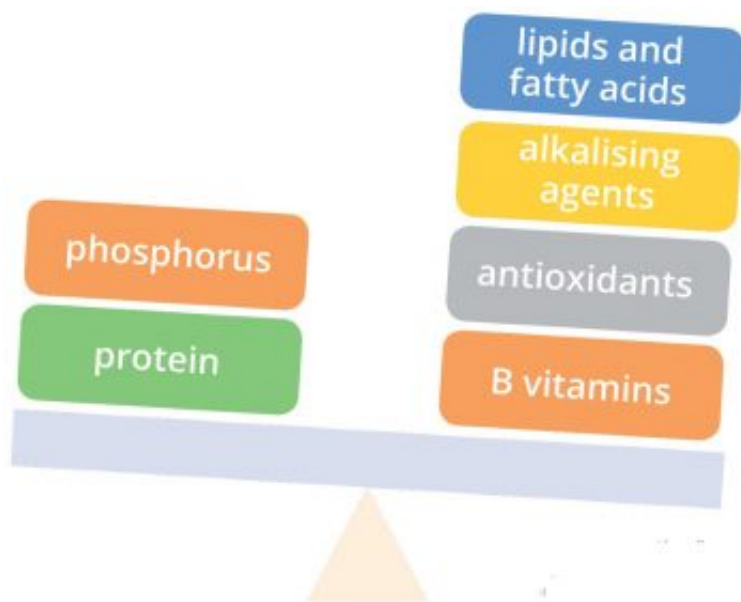 lipids and
fatty acids
alkalising
agents
phosphorus
antioxidants
protein
B vitamins